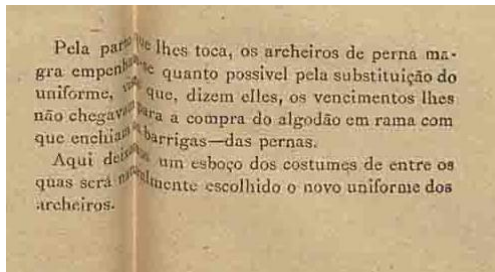 Pela parte que lhes toca, os archeiros de perna ma-
gra empenham-se quanto possivel pela substituição do
uniforme, que, dizem elles, os vencimentos lhes
não chegavam para a compra do algodão em rama com
que enchiam as barrigas—das pernas.
Aqui deixamos um esboço dos costumes de entre os
quas será naturalmente escolhido o novo uniforme dos
archeiros.